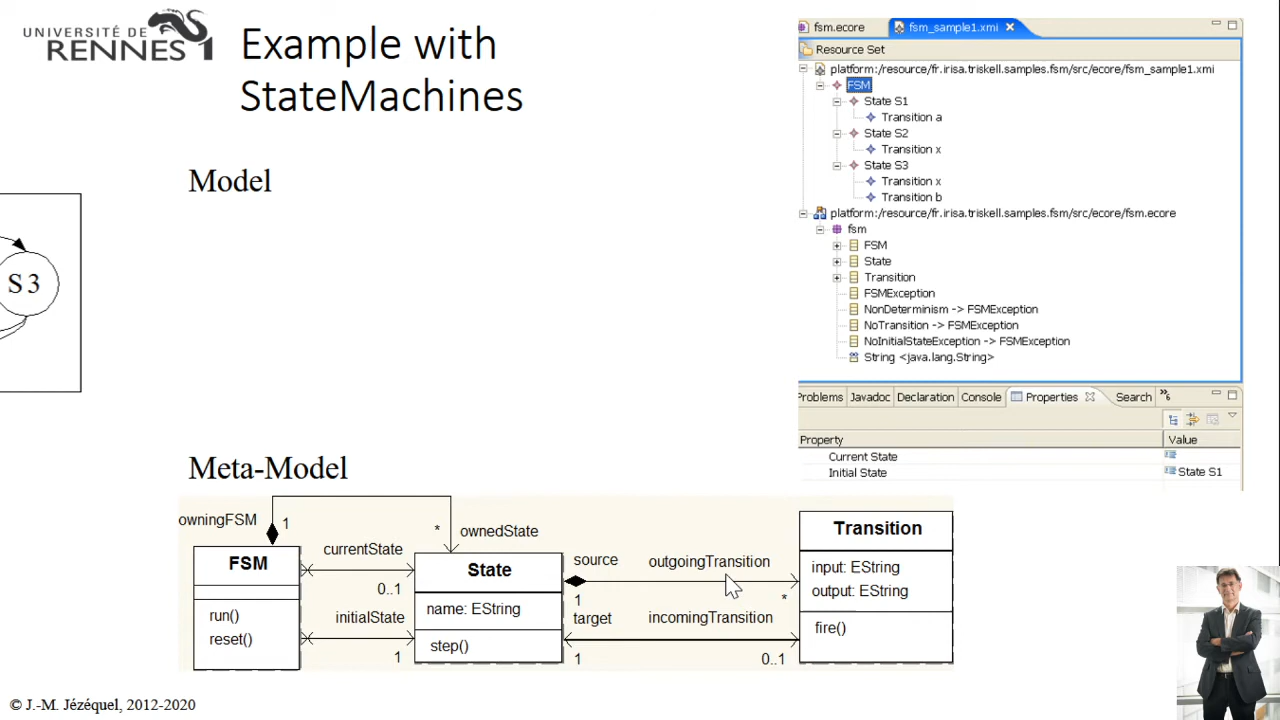 UNIVERSITÉ DE
RENNES 1
Example with
StateMachines
Model
S3
fsm.ecore
fsm_sample1.xmi
Resource Set
platform:/resource/fr.irisa.triskell.samples.fsm/src/ecore/fsm_sample1.xmi
FSM
State S1
Transition a
State S2
Transition x
State S3
Transition x
Transition b
platform:/resource/fr.irisa.triskell.samples.fsm/src/ecore/fsm.ecore
fsm
FSM
State
Transition
FSMException
NonDeterminism -> FSMException
NoTransition -> FSMException
NoInitialStateException -> FSMException
String <java.lang.String>
Problems Javadoc Declaration Console Properties Search
Property Value
Current State
Initial State State S1
Meta-Model
owningFSM
1
*
ownedState
FSM
run()
reset()
currentState
0..1
initialState
1
State
name: EString
step()
source
1
outgoingTransition
*
target
1
incomingTransition
0..1
Transition
input: EString
output: EString
fire()
© J.-M. Jézéquel, 2012-2020